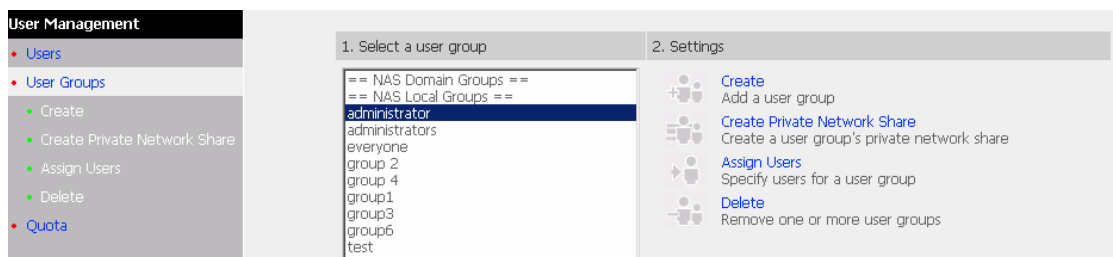 User Management
Users
User Groups
Create
Create Private Network Share
Assign Users
Delete
Quota
1. Select a user group
== NAS Domain Groups ==
== NAS Local Groups ==
administrator
administrators
everyone
group 2
group 4
group1
group3
group6
test
2. Settings
Create
Add a user group
Create Private Network Share
Create a user group's private network share
Assign Users
Specify users for a user group
Delete
Remove one or more user groups